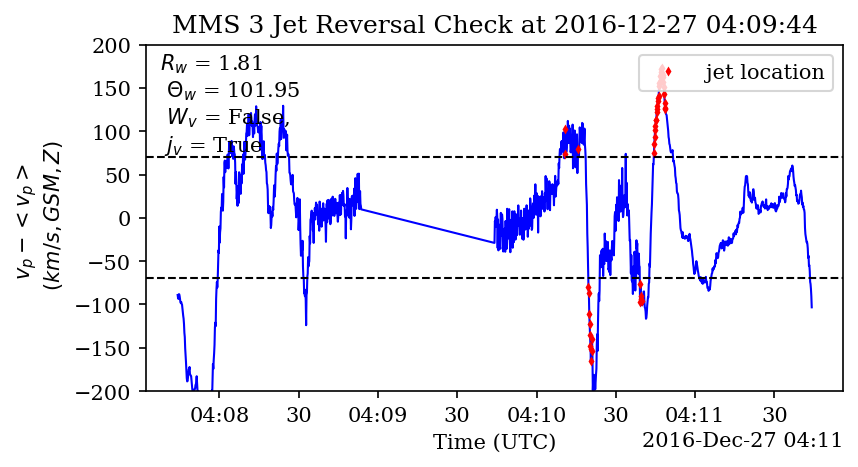 MMS 3 Jet Reversal Check at 2016-12-27 04:09:44
R_w = 1.81
Θ_w = 101.95
W_v = False,
j_v = True
jet location
v_p − < v_p >
(km/s, GSM, Z)
200
150
100
50
0
−50
−100
−150
−200
04:08 30 04:09 30 04:10 30 04:11 30
Time (UTC)
2016-Dec-27 04:11